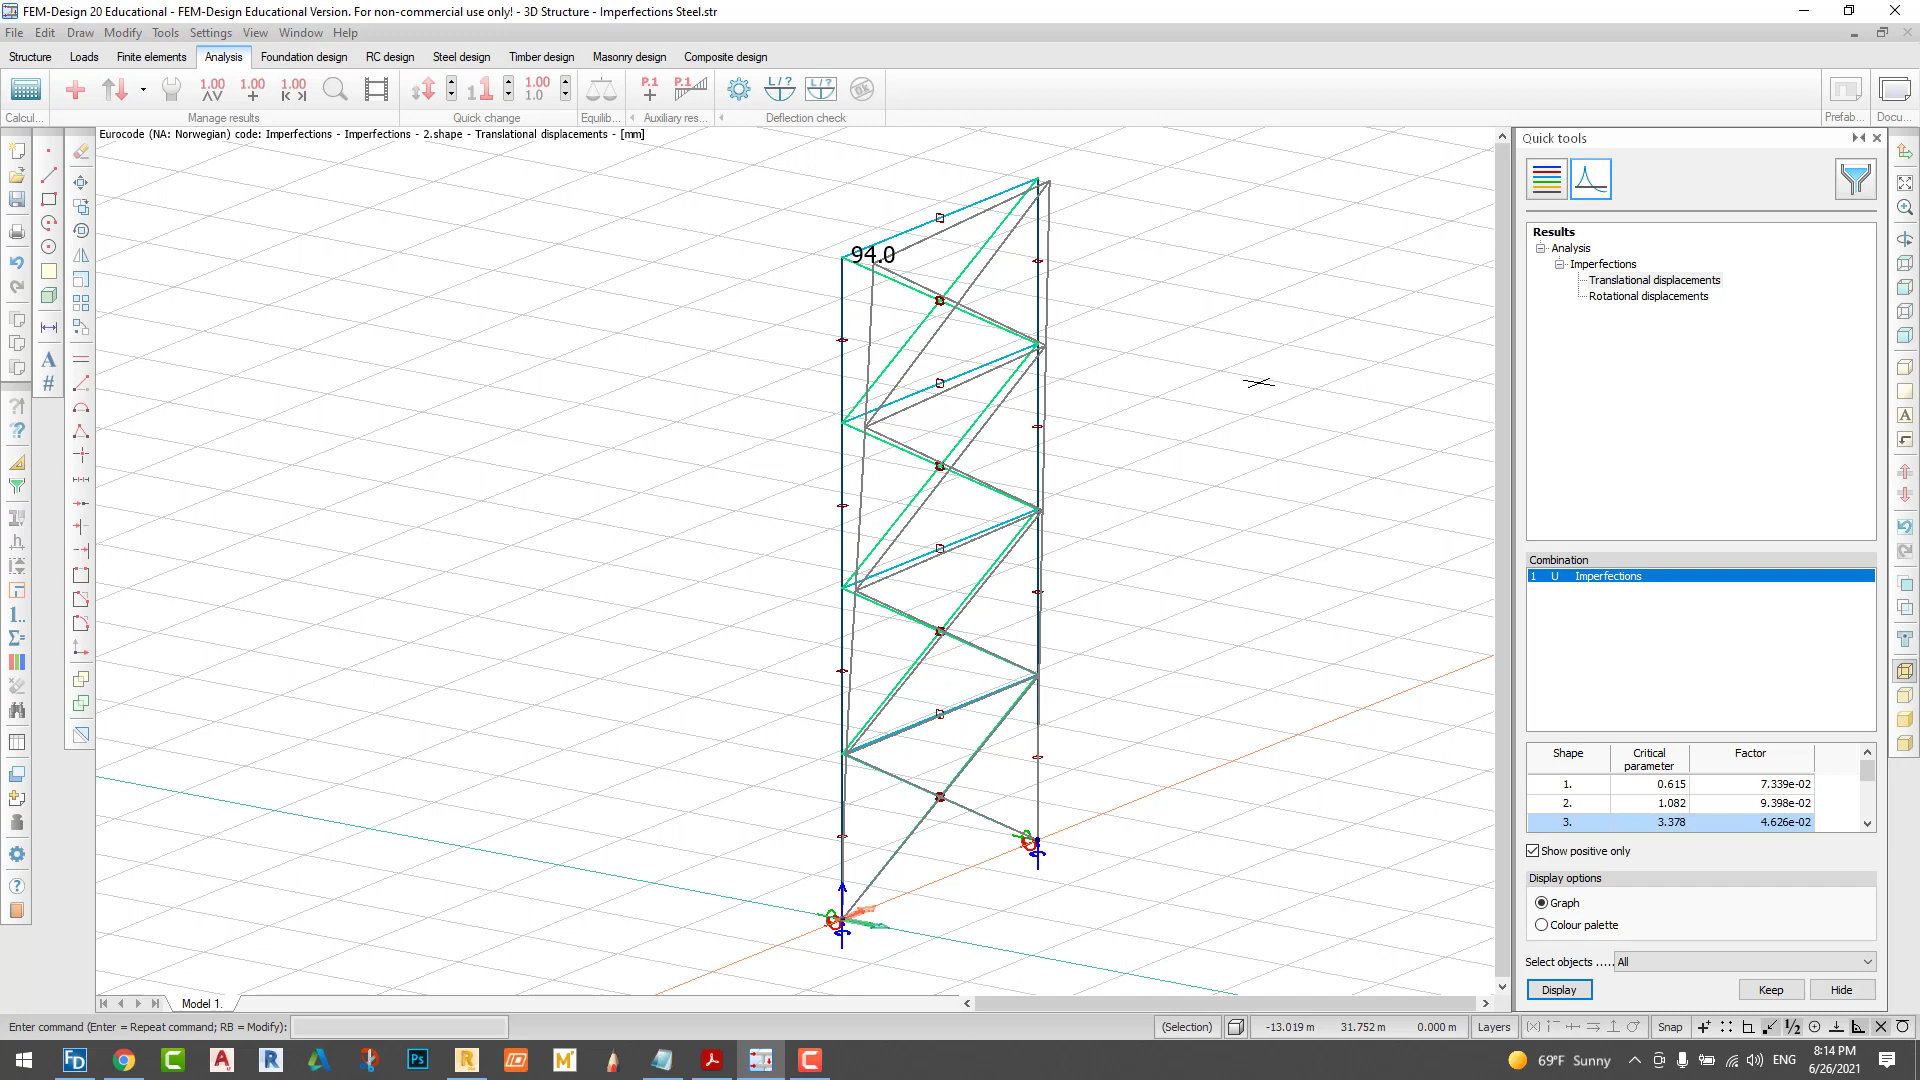 FEM-Design 20 Educational - FEM-Design Educational Version. For non-commercial use only! - 3D Structure - Imperfections Steel.str
File Edit Draw Modify Tools Settings View Window Help
Structure Loads Finite elements Analysis Foundation design RC design Steel design Timber design Masonry design Composite design
1.00 1.00 1.00 1 1.00 1.0 P.1 P.1 L/? L/? OK
Calcul... Manage results Quick change Equilib... Auxiliary res... Deflection check Prefab... Docu...
Eurocode (NA: Norwegian) code: Imperfections - Imperfections - 2.shape - Translational displacements - [mm]
94.0
Quick tools
Results
Analysis
Imperfections
Translational displacements
Rotational displacements
Combination
1 U Imperfections
Shape Critical parameter Factor
1. 0.615 7.339e-02
2. 1.082 9.398e-02
3. 3.378 4.626e-02
Show positive only
Display options
Graph
Colour palette
Select objects ..... All
Display Keep Hide
Model 1.
Enter command (Enter = Repeat command; RB = Modify):
(Selection) -13.019 m 31.752 m 0.000 m Layers Snap 1/2
69°F Sunny ENG 8:14 PM
6/26/2021